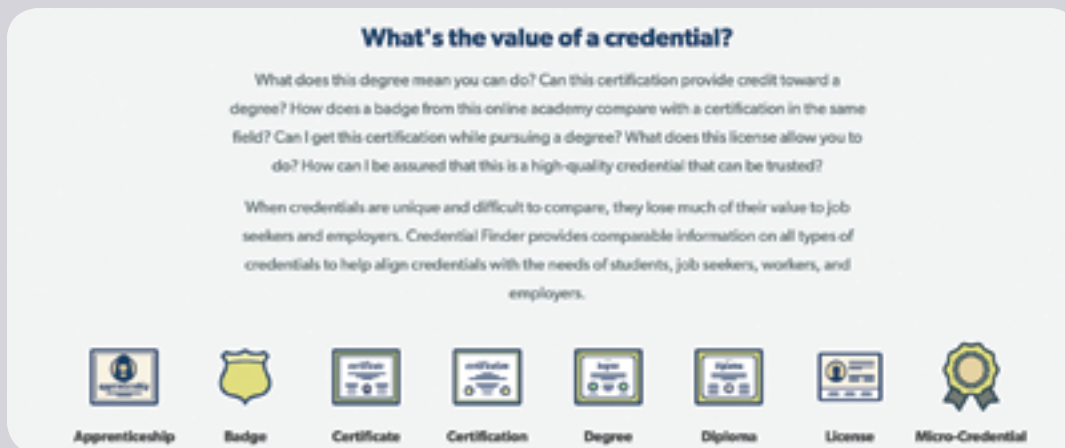 What's the value of a credential?
What does this degree mean you can do? Can this certification provide credit toward a
degree? How does a badge from this online academy compare with a certification in the same
field? Can I get this certification while pursuing a degree? What does this license allow you to
do? How can I be assured that this is a high-quality credential that can be trusted?
When credentials are unique and difficult to compare, they lose much of their value to job
seekers and employers. Credential Finder provides comparable information on all types of
credentials to help align credentials with the needs of students, job seekers, workers, and
employers.
apprenticeship certificate certification degree diploma
Apprenticeship Badge Certificate Certification Degree Diploma License Micro-Credential